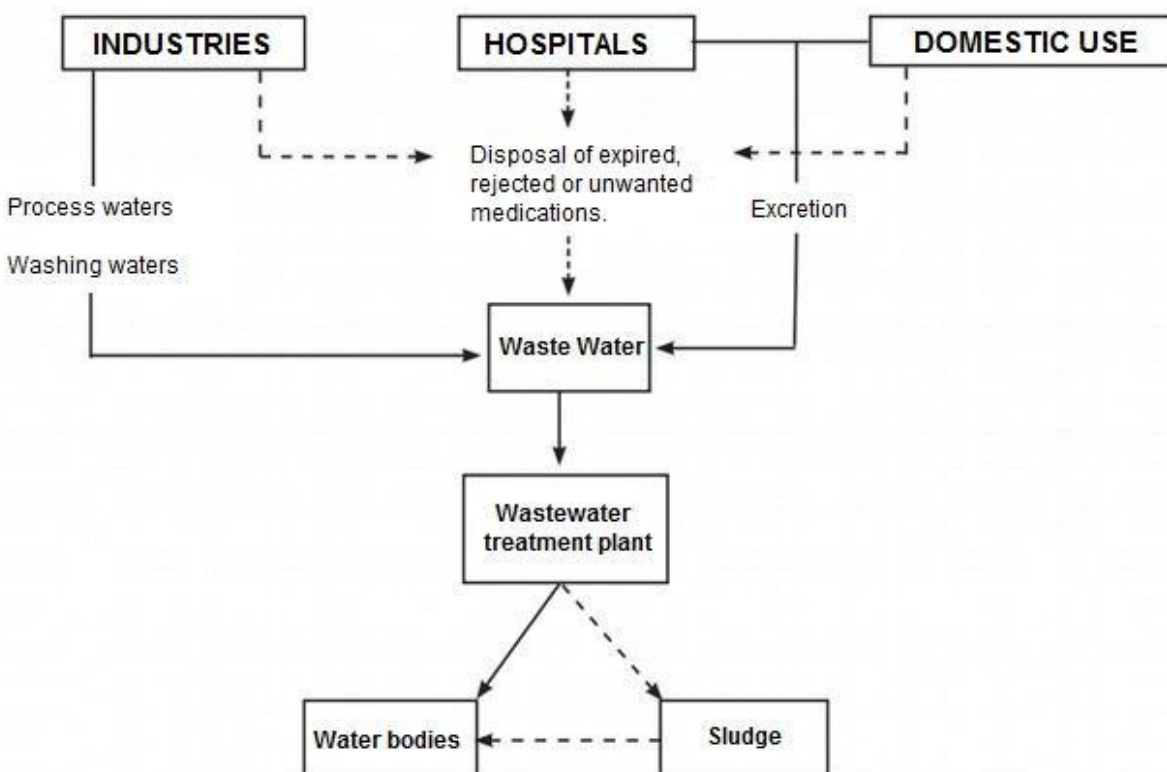 INDUSTRIES
HOSPITALS
DOMESTIC USE
Disposal of expired,
rejected or unwanted
medications.
Process waters
Excretion
Washing waters
Waste Water
Wastewater
treatment plant
Water bodies
Sludge